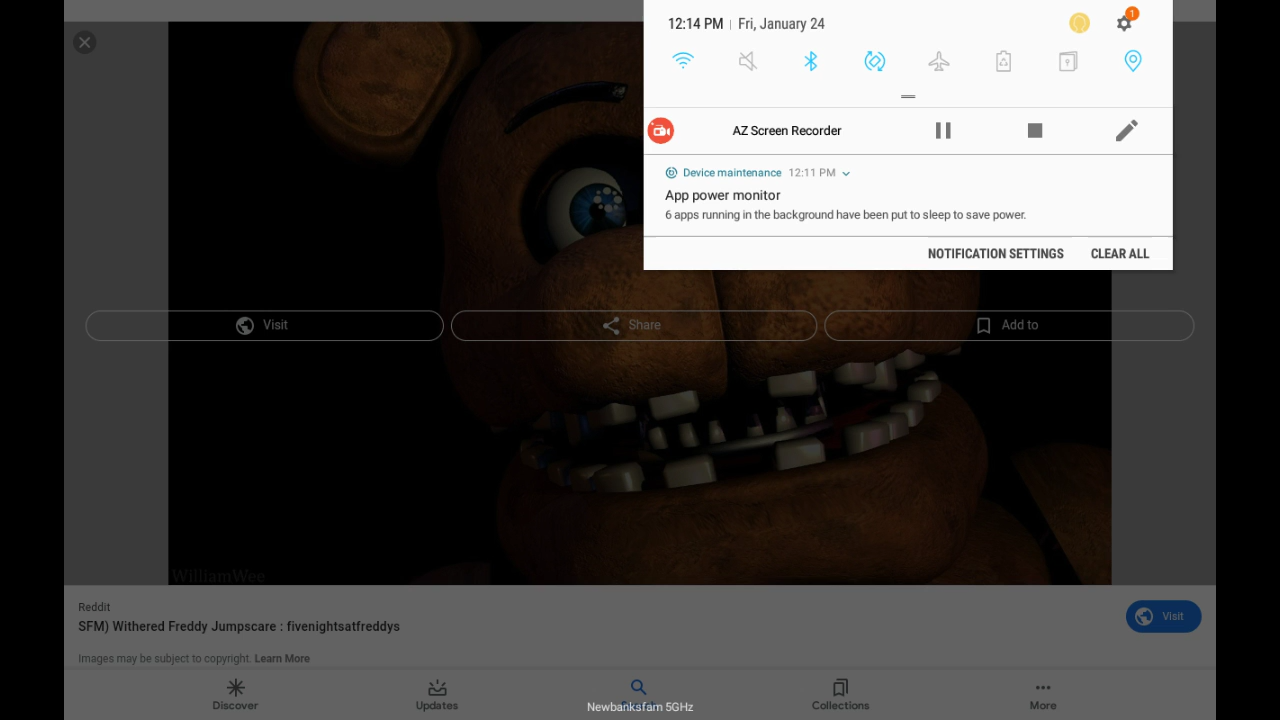 12:14 PM | Fri, January 24
1
AZ Screen Recorder
Device maintenance 12:11 PM
App power monitor
6 apps running in the background have been put to sleep to save power.
NOTIFICATION SETTINGS CLEAR ALL
Visit Share Add to
WilliamWee
Reddit
SFM) Withered Freddy Jumpscare : fivenightsatfreddys
Visit
Images may be subject to copyright. Learn More
Discover Updates Collections More
Newbanksfam 5GHz